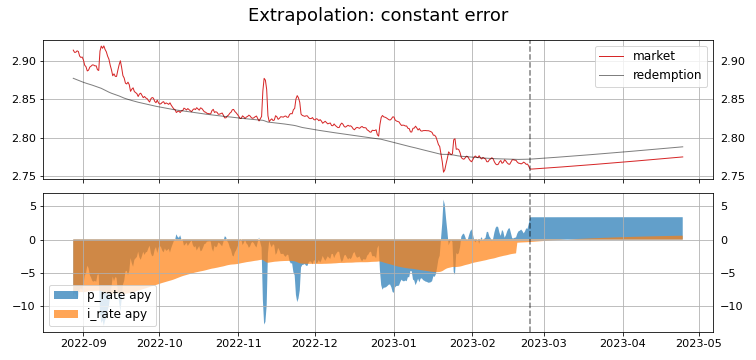 Extrapolation: constant error
2.90 2.90
market
redemption
2.85 2.85
2.80 2.80
2.75 2.75
5 5
0 0
−5 −5
p_rate apy
i_rate apy
−10 −10
2022-09 2022-10 2022-11 2022-12 2023-01 2023-02 2023-03 2023-04 2023-05